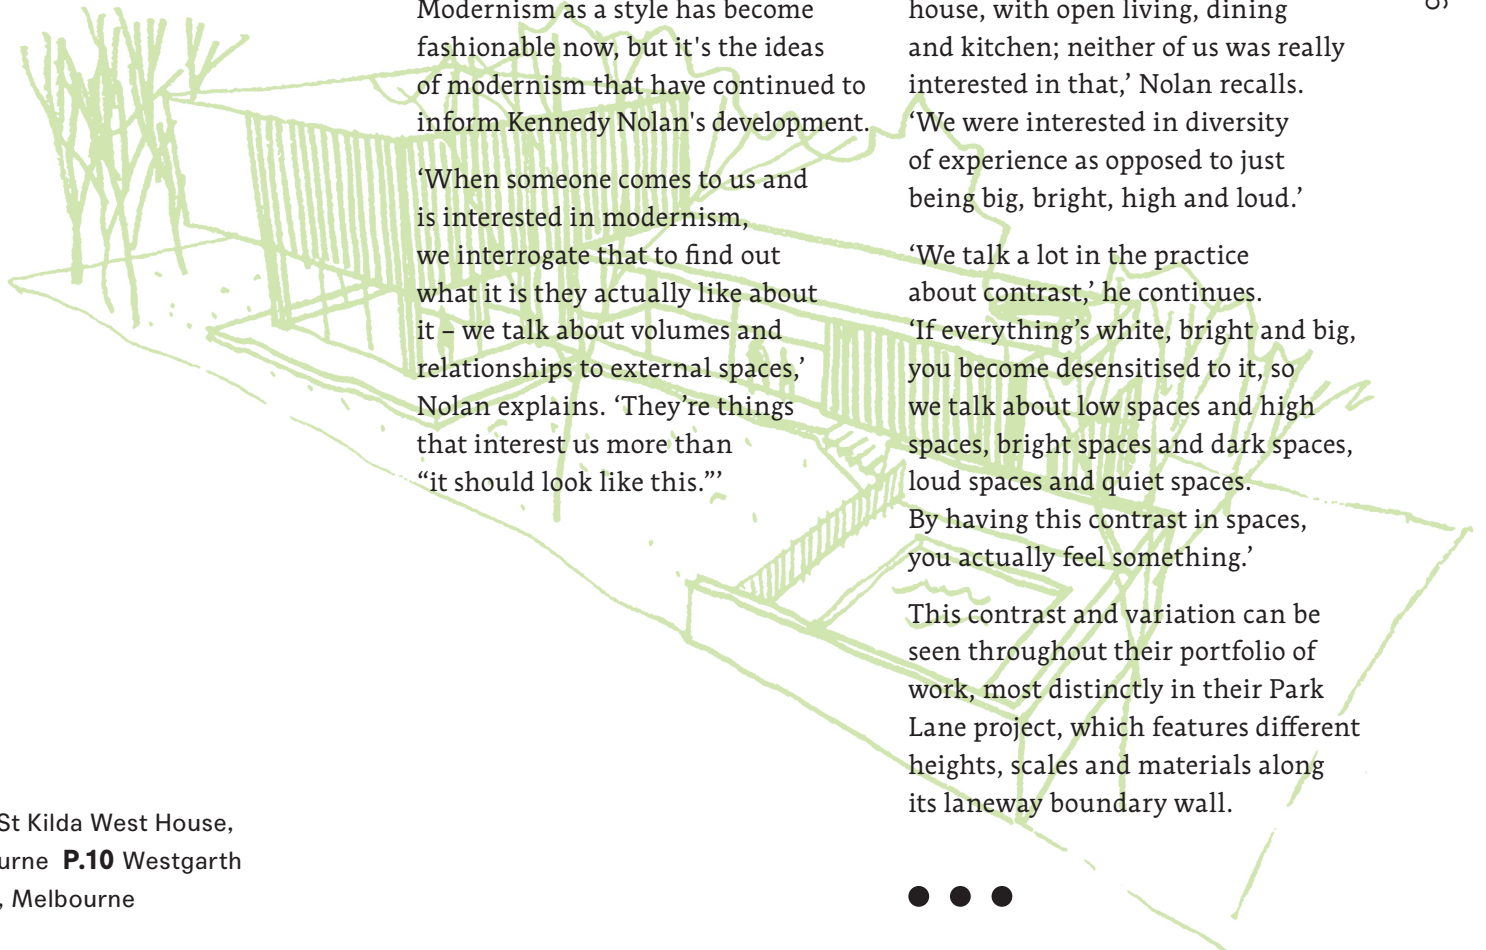 Modernism as a style has become
fashionable now, but it's the ideas
of modernism that have continued to
inform Kennedy Nolan's development.
‘When someone comes to us and
is interested in modernism,
we interrogate that to find out
what it is they actually like about
it – we talk about volumes and
relationships to external spaces,’
Nolan explains. ‘They’re things
that interest us more than
“it should look like this.”’
house, with open living, dining
and kitchen; neither of us was really
interested in that,’ Nolan recalls.
‘We were interested in diversity
of experience as opposed to just
being big, bright, high and loud.’
‘We talk a lot in the practice
about contrast,’ he continues.
‘If everything’s white, bright and big,
you become desensitised to it, so
we talk about low spaces and high
spaces, bright spaces and dark spaces,
loud spaces and quiet spaces.
By having this contrast in spaces,
you actually feel something.’
This contrast and variation can be
seen throughout their portfolio of
work, most distinctly in their Park
Lane project, which features different
heights, scales and materials along
its laneway boundary wall.
St Kilda West House,
urne P.10 Westgarth
, Melbourne